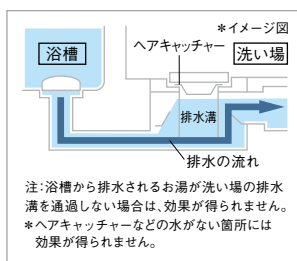 *イメージ図
浴槽
ヘアキャッチャー
洗い場
排水溝
排水の流れ
注:浴槽から排水されるお湯が洗い場の排水
溝を通過しない場合は、効果が得られません。
*ヘアキャッチャーなどの水がない箇所には
効果が得られません。